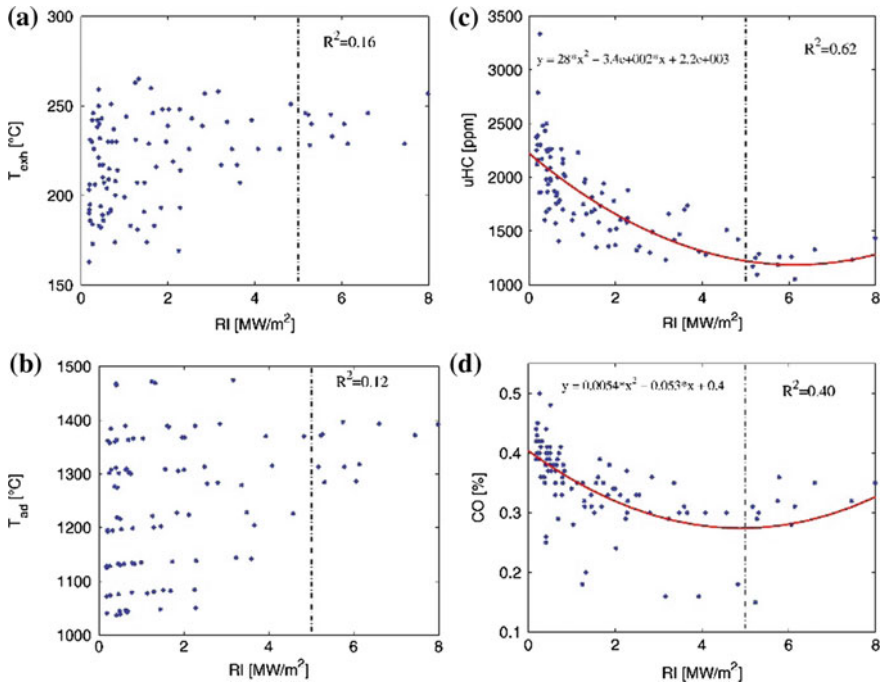 (a)
300
250
200
150
T_exh [°C]
R²=0.16
0 2 4 6 8
RI [MW/m²]
(c)
3500
3000
2500
2000
1500
1000
uHC [ppm]
y = 28*x² − 3.4e+002*x + 2.2e+003
R²=0.62
0 2 4 6 8
RI [MW/m²]
(b)
1500
1400
1300
1200
1100
1000
T_ad [°C]
R²=0.12
0 2 4 6 8
RI [MW/m²]
(d)
0.5
0.4
0.3
0.2
0.1
CO [%]
y = 0.0054*x² − 0.053*x + 0.4
R²=0.40
0 2 4 6 8
RI [MW/m²]